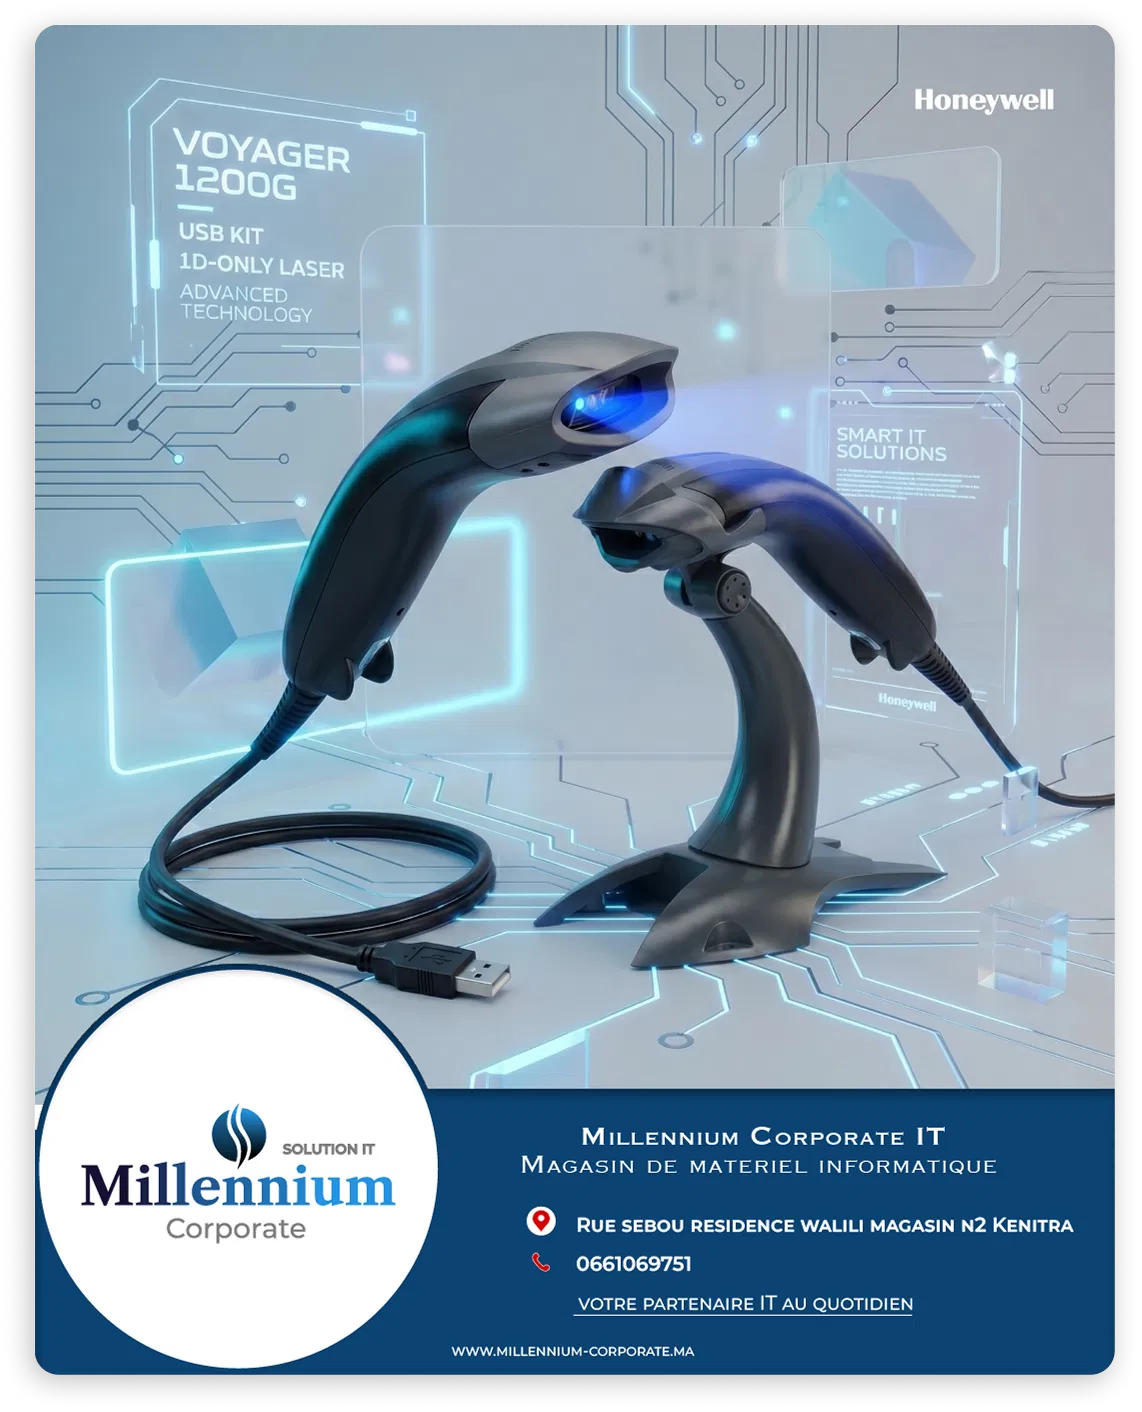 Honeywell
VOYAGER
1200G
USB KIT
1D-ONLY LASER
ADVANCED
TECHNOLOGY
SMART IT
SOLUTIONS
Honeywell
SOLUTION IT
Millennium
Corporate
Millennium Corporate IT
Magasin de materiel informatique
Rue sebou residence walili magasin n2 Kenitra
0661069751
votre partenaire IT au quotidien
www.millennium-corporate.ma